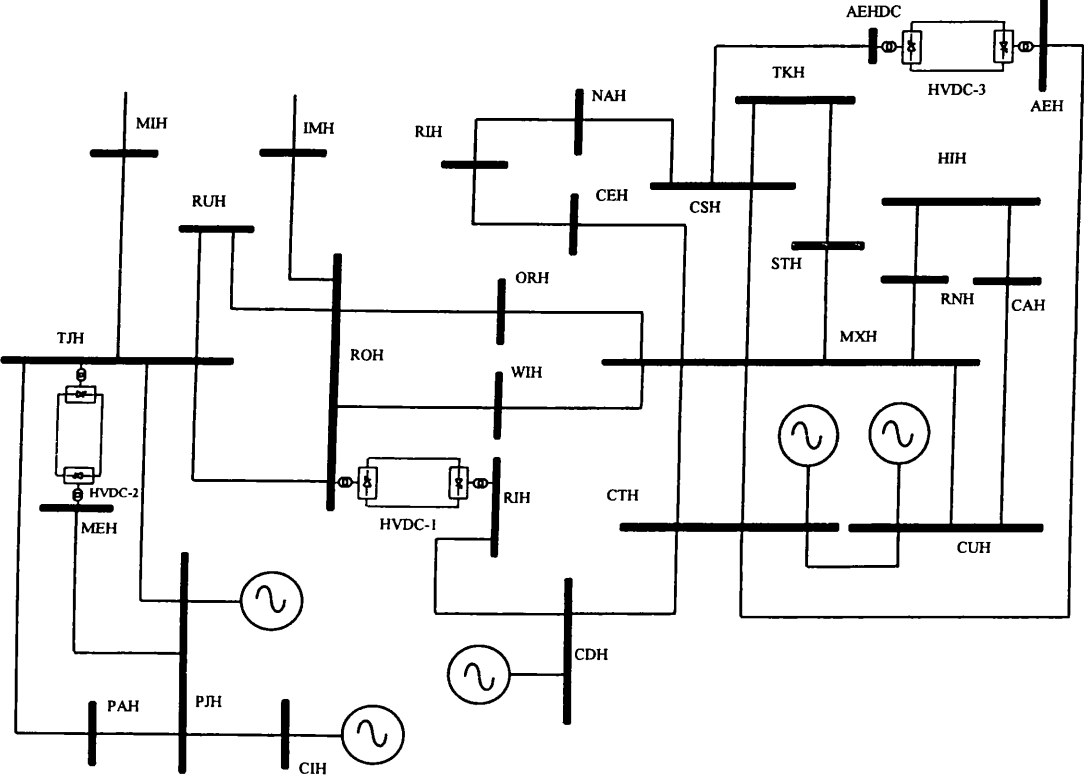 AEHDC
TKH
HVDC-3
AEH
NAH
MIH
IMH
RIH
HIH
CEH
CSH
RUH
STH
ORH
RNH
CAH
TJH
MXH
ROH
WIH
HVDC-2
RIH
CTH
MEH
HVDC-1
CUH
CDH
PAH
PJH
CIH